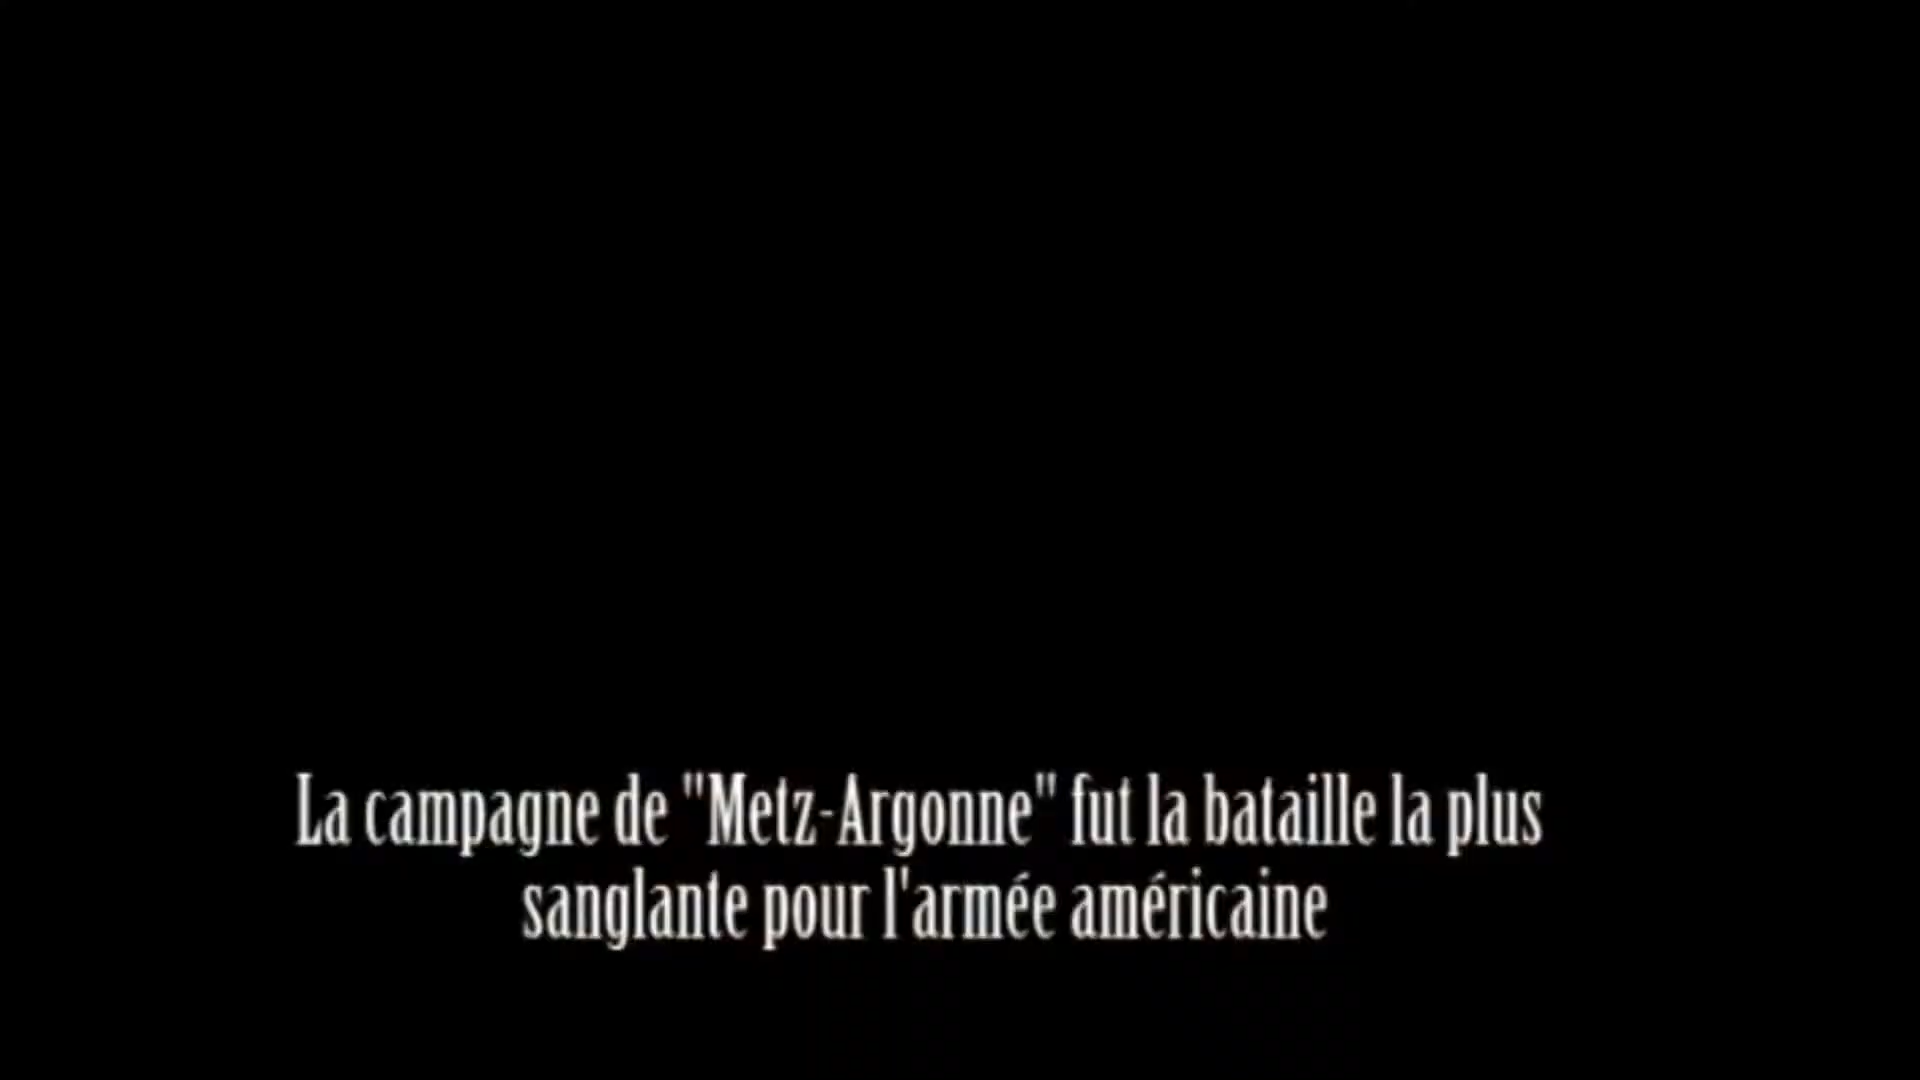 La campagne de "Metz-Argonne" fut la bataille la plus
sanglante pour l'armée américaine